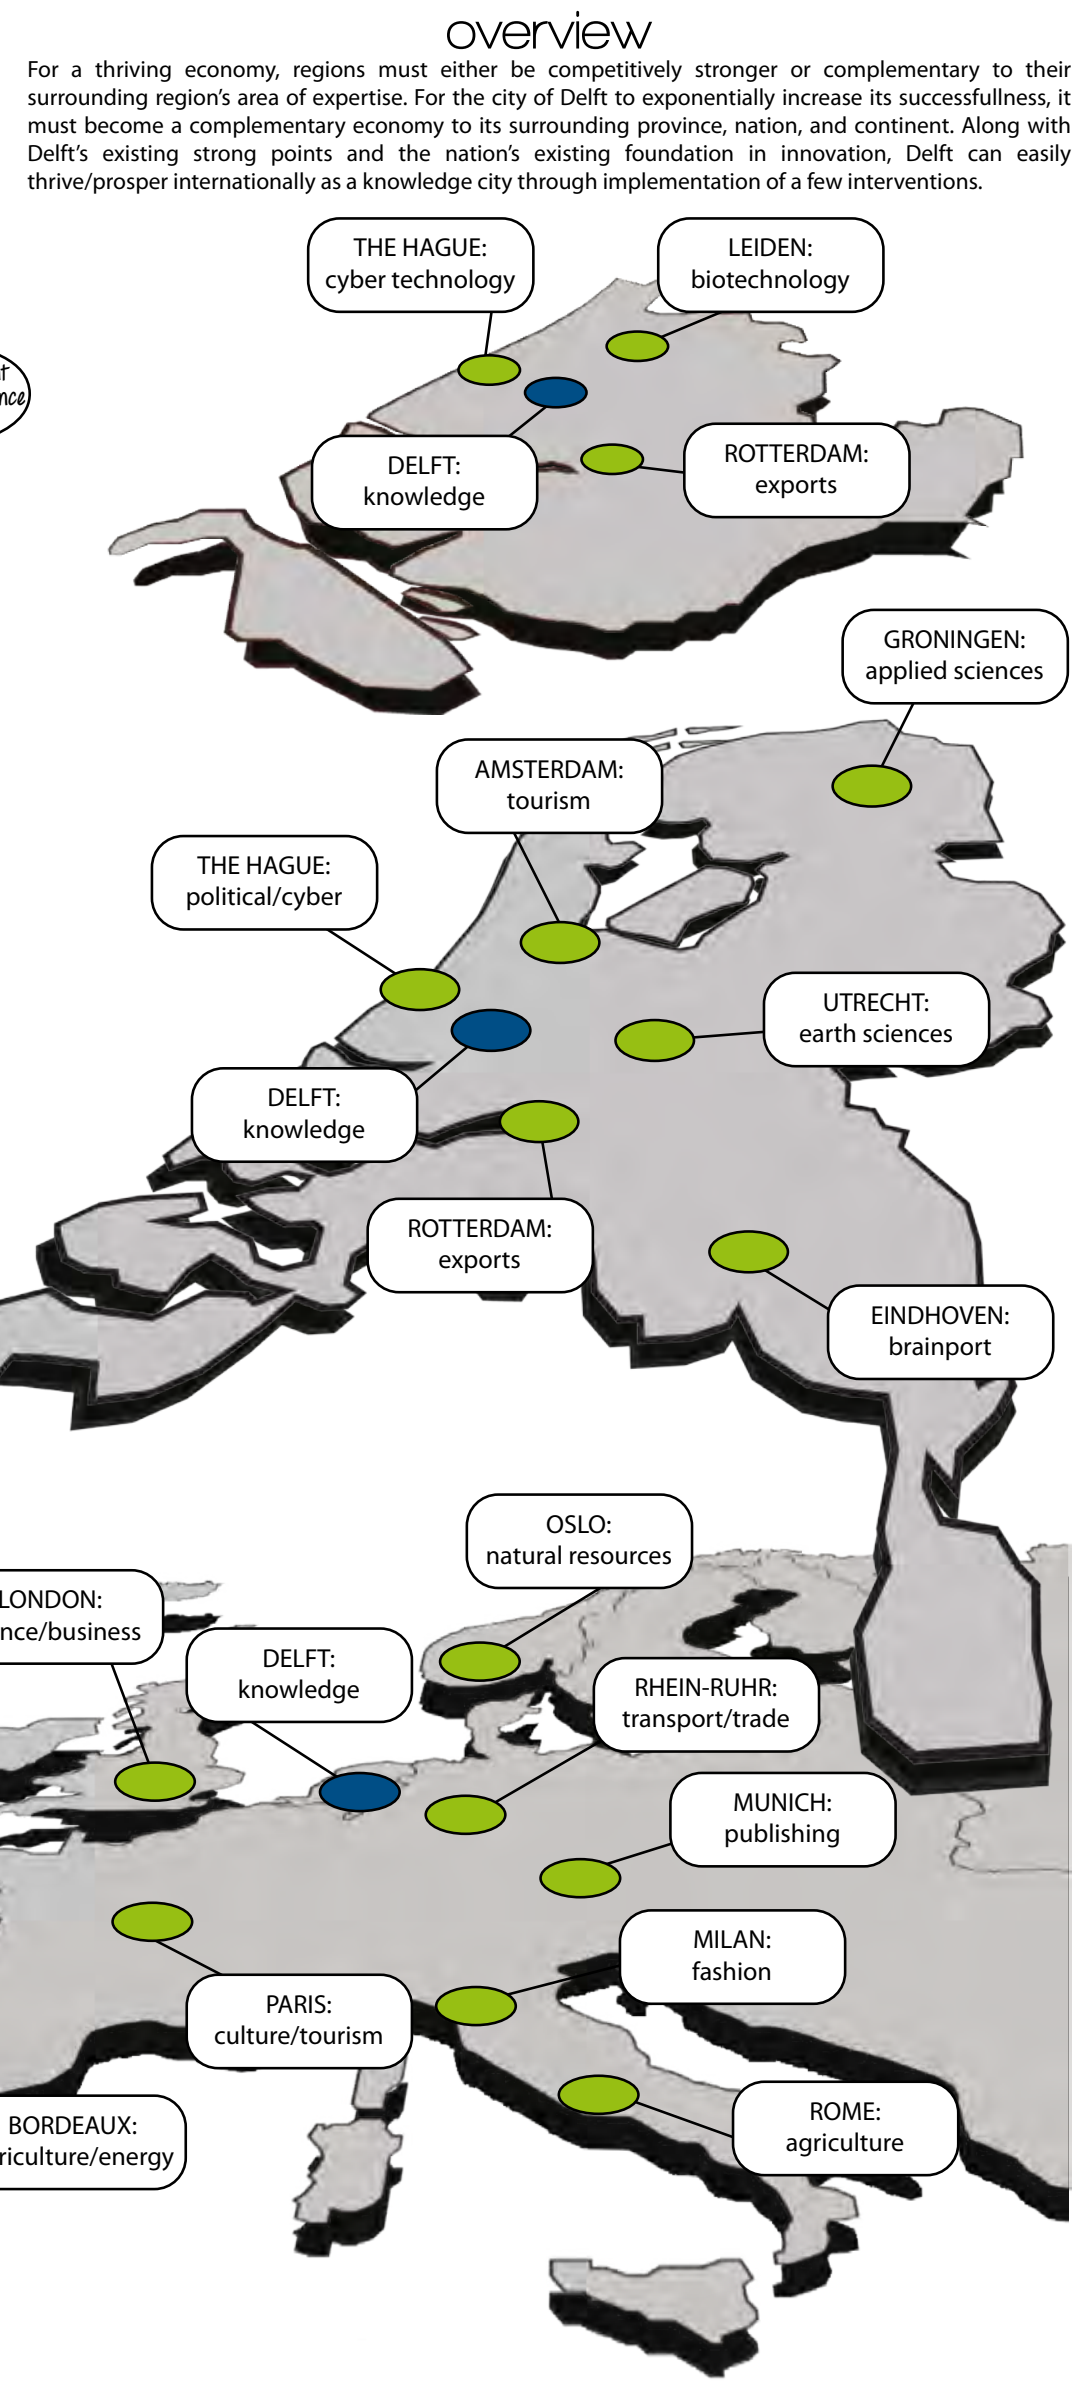 overview
For a thriving economy, regions must either be competitively stronger or complementary to their
surrounding region's area of expertise. For the city of Delft to exponentially increase its successfullness, it
must become a complementary economy to its surrounding province, nation, and continent. Along with
Delft's existing strong points and the nation's existing foundation in innovation, Delft can easily
thrive/prosper internationally as a knowledge city through implementation of a few interventions.
THE HAGUE:
cyber technology
LEIDEN:
biotechnology
DELFT:
knowledge
ROTTERDAM:
exports
GRONINGEN:
applied sciences
AMSTERDAM:
tourism
THE HAGUE:
political/cyber
UTRECHT:
earth sciences
DELFT:
knowledge
ROTTERDAM:
exports
EINDHOVEN:
brainport
OSLO:
natural resources
LONDON:
nce/business
DELFT:
knowledge
RHEIN-RUHR:
transport/trade
MUNICH:
publishing
MILAN:
fashion
PARIS:
culture/tourism
ROME:
agriculture
BORDEAUX:
riculture/energy